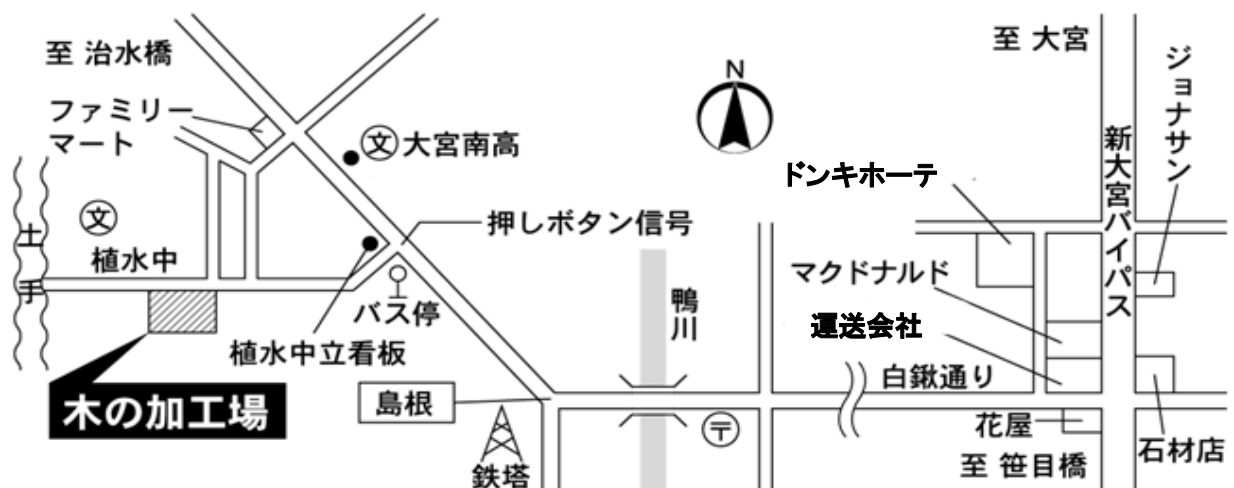 至 治水橋
ファミリー
マート
文
大宮南高
N
至 大宮
ジョナサン
新大宮バイパス
ドンキホーテ
押しボタン信号
文
植水中
土手
マクドナルド
鴨川
バス停
運送会社
植水中立看板
白鍬通り
木の加工場
島根
〒
花屋
鉄塔
至 笹目橋
石材店